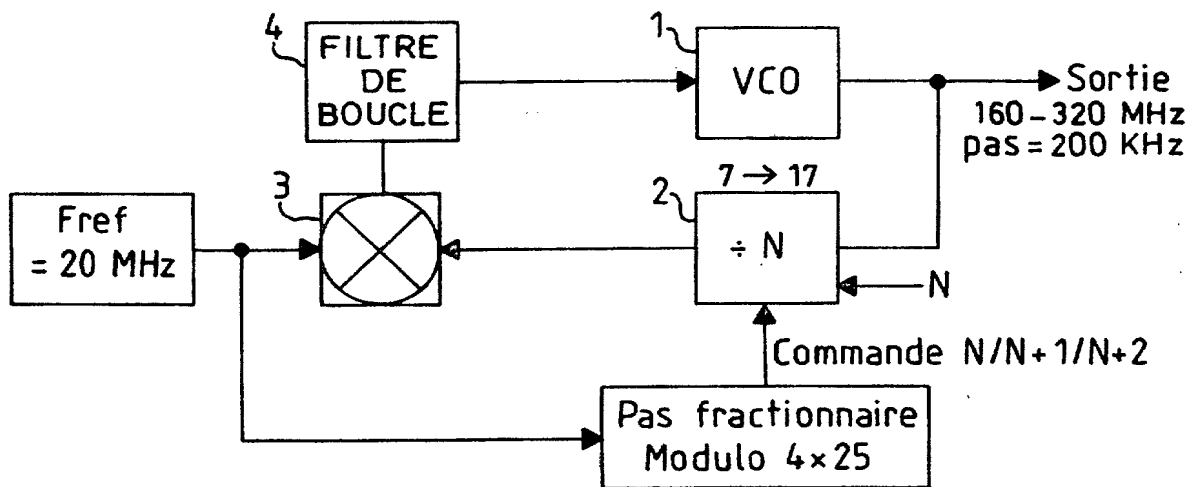 4
FILTRE
DE
BOUCLE
1
VCO
Sortie
160-320 MHz
pas = 200 KHz
Fref
= 20 MHz
3
7 → 17
2
÷ N
N
Commande N/N+1/N+2
Pas fractionnaire
Modulo 4×25